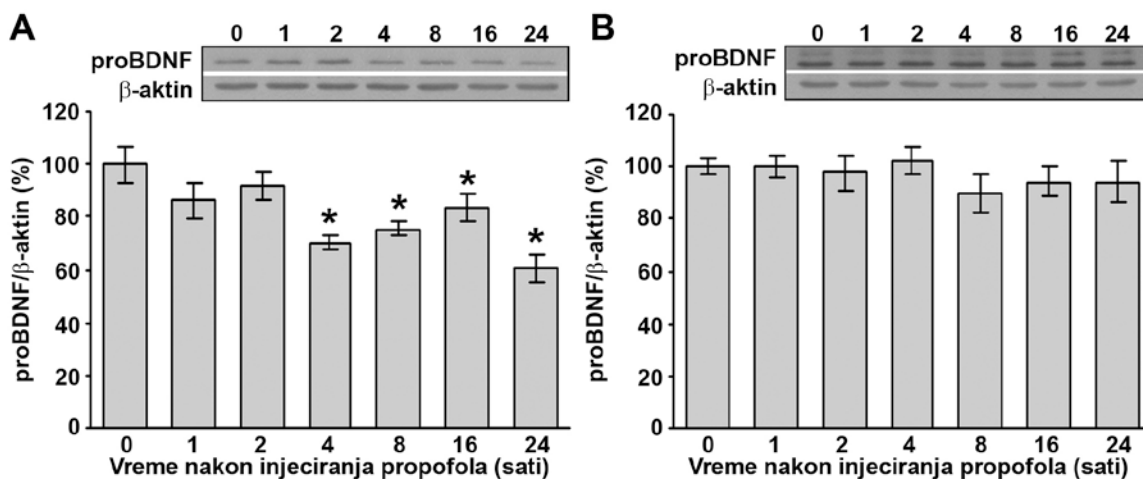 A
0 1 2 4 8 16 24
proBDNF
β-aktin
120
100
80
60
40
20
0
proBDNF/β-aktin (%)
* * * *
0 1 2 4 8 16 24
Vreme nakon injeciranja propofola (sati)
B
0 1 2 4 8 16 24
proBDNF
β-aktin
120
100
80
60
40
20
0
proBDNF/β-aktin (%)
0 1 2 4 8 16 24
Vreme nakon injeciranja propofola (sati)